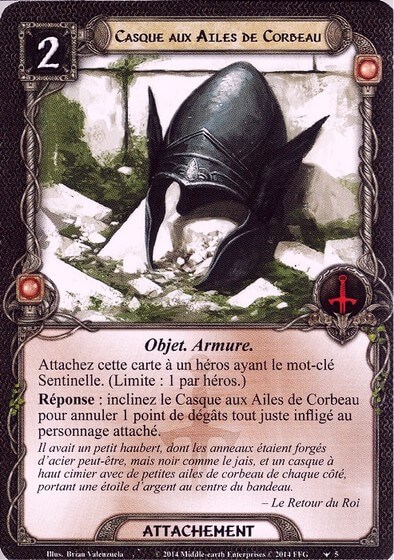 2
CASQUE AUX AILES DE CORBEAU
Objet. Armure.
Attachez cette carte à un héros ayant le mot-clé
Sentinelle. (Limite : 1 par héros.)
Réponse : inclinez le Casque aux Ailes de Corbeau
pour annuler 1 point de dégâts tout juste infligé au
personnage attaché.
Il avait un petit haubert, dont les anneaux étaient forgés
d'acier peut-être, mais noir comme le jais, et un casque à
haut cimier avec de petites ailes de corbeau de chaque côté,
portant une étoile d'argent au centre du bandeau.
– Le Retour du Roi
ATTACHEMENT
Illus. Brian Valenzuela © 2014 Middle-earth Enterprises © 2014 FFG